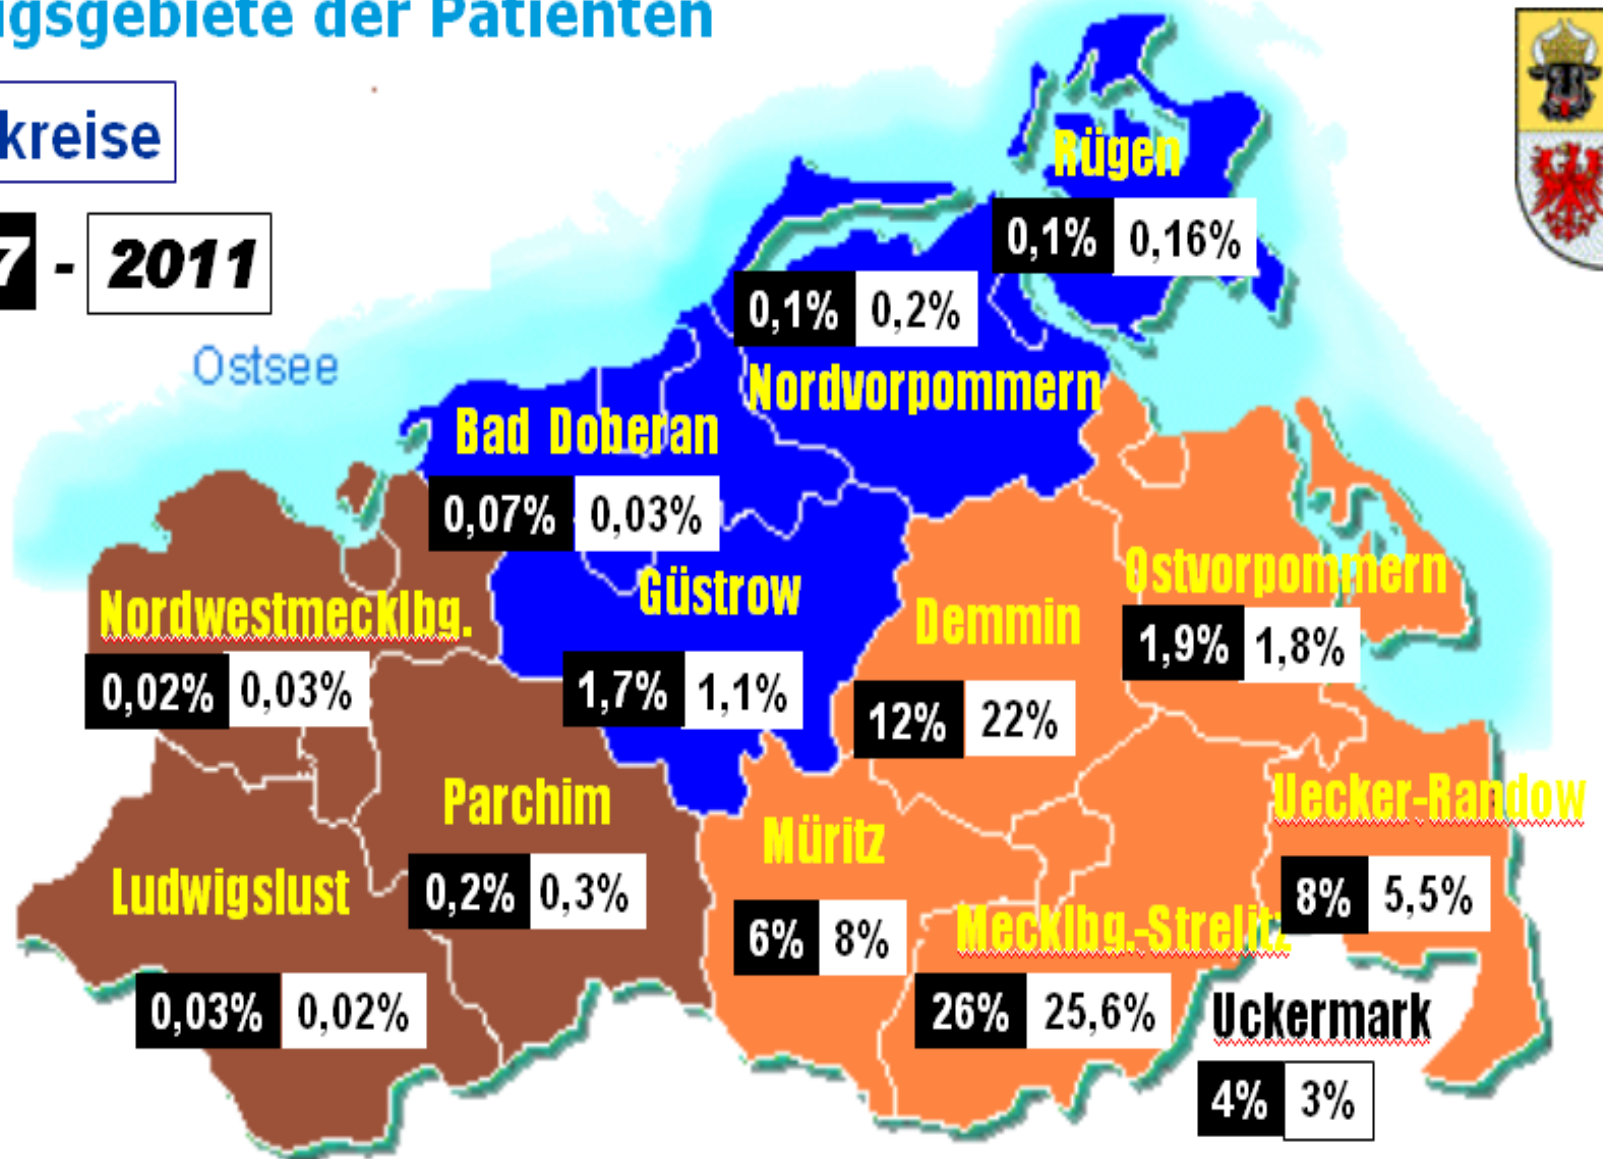 igsgebiete der Patienten
kreise
7 - 2011
Ostsee
Rügen
0,1% 0,16%
0,1% 0,2%
Nordvorpommern
Bad Doberan
0,07% 0,03%
Güstrow
1,7% 1,1%
Nordwestmecklbg.
0,02% 0,03%
Demmin
12% 22%
Ostvorpommern
1,9% 1,8%
Parchim
0,2% 0,3%
Ludwigslust
0,03% 0,02%
Müritz
6% 8%
Mecklbg.-Strelitz
26% 25,6%
Uecker-Randow
8% 5,5%
Uckermark
4% 3%